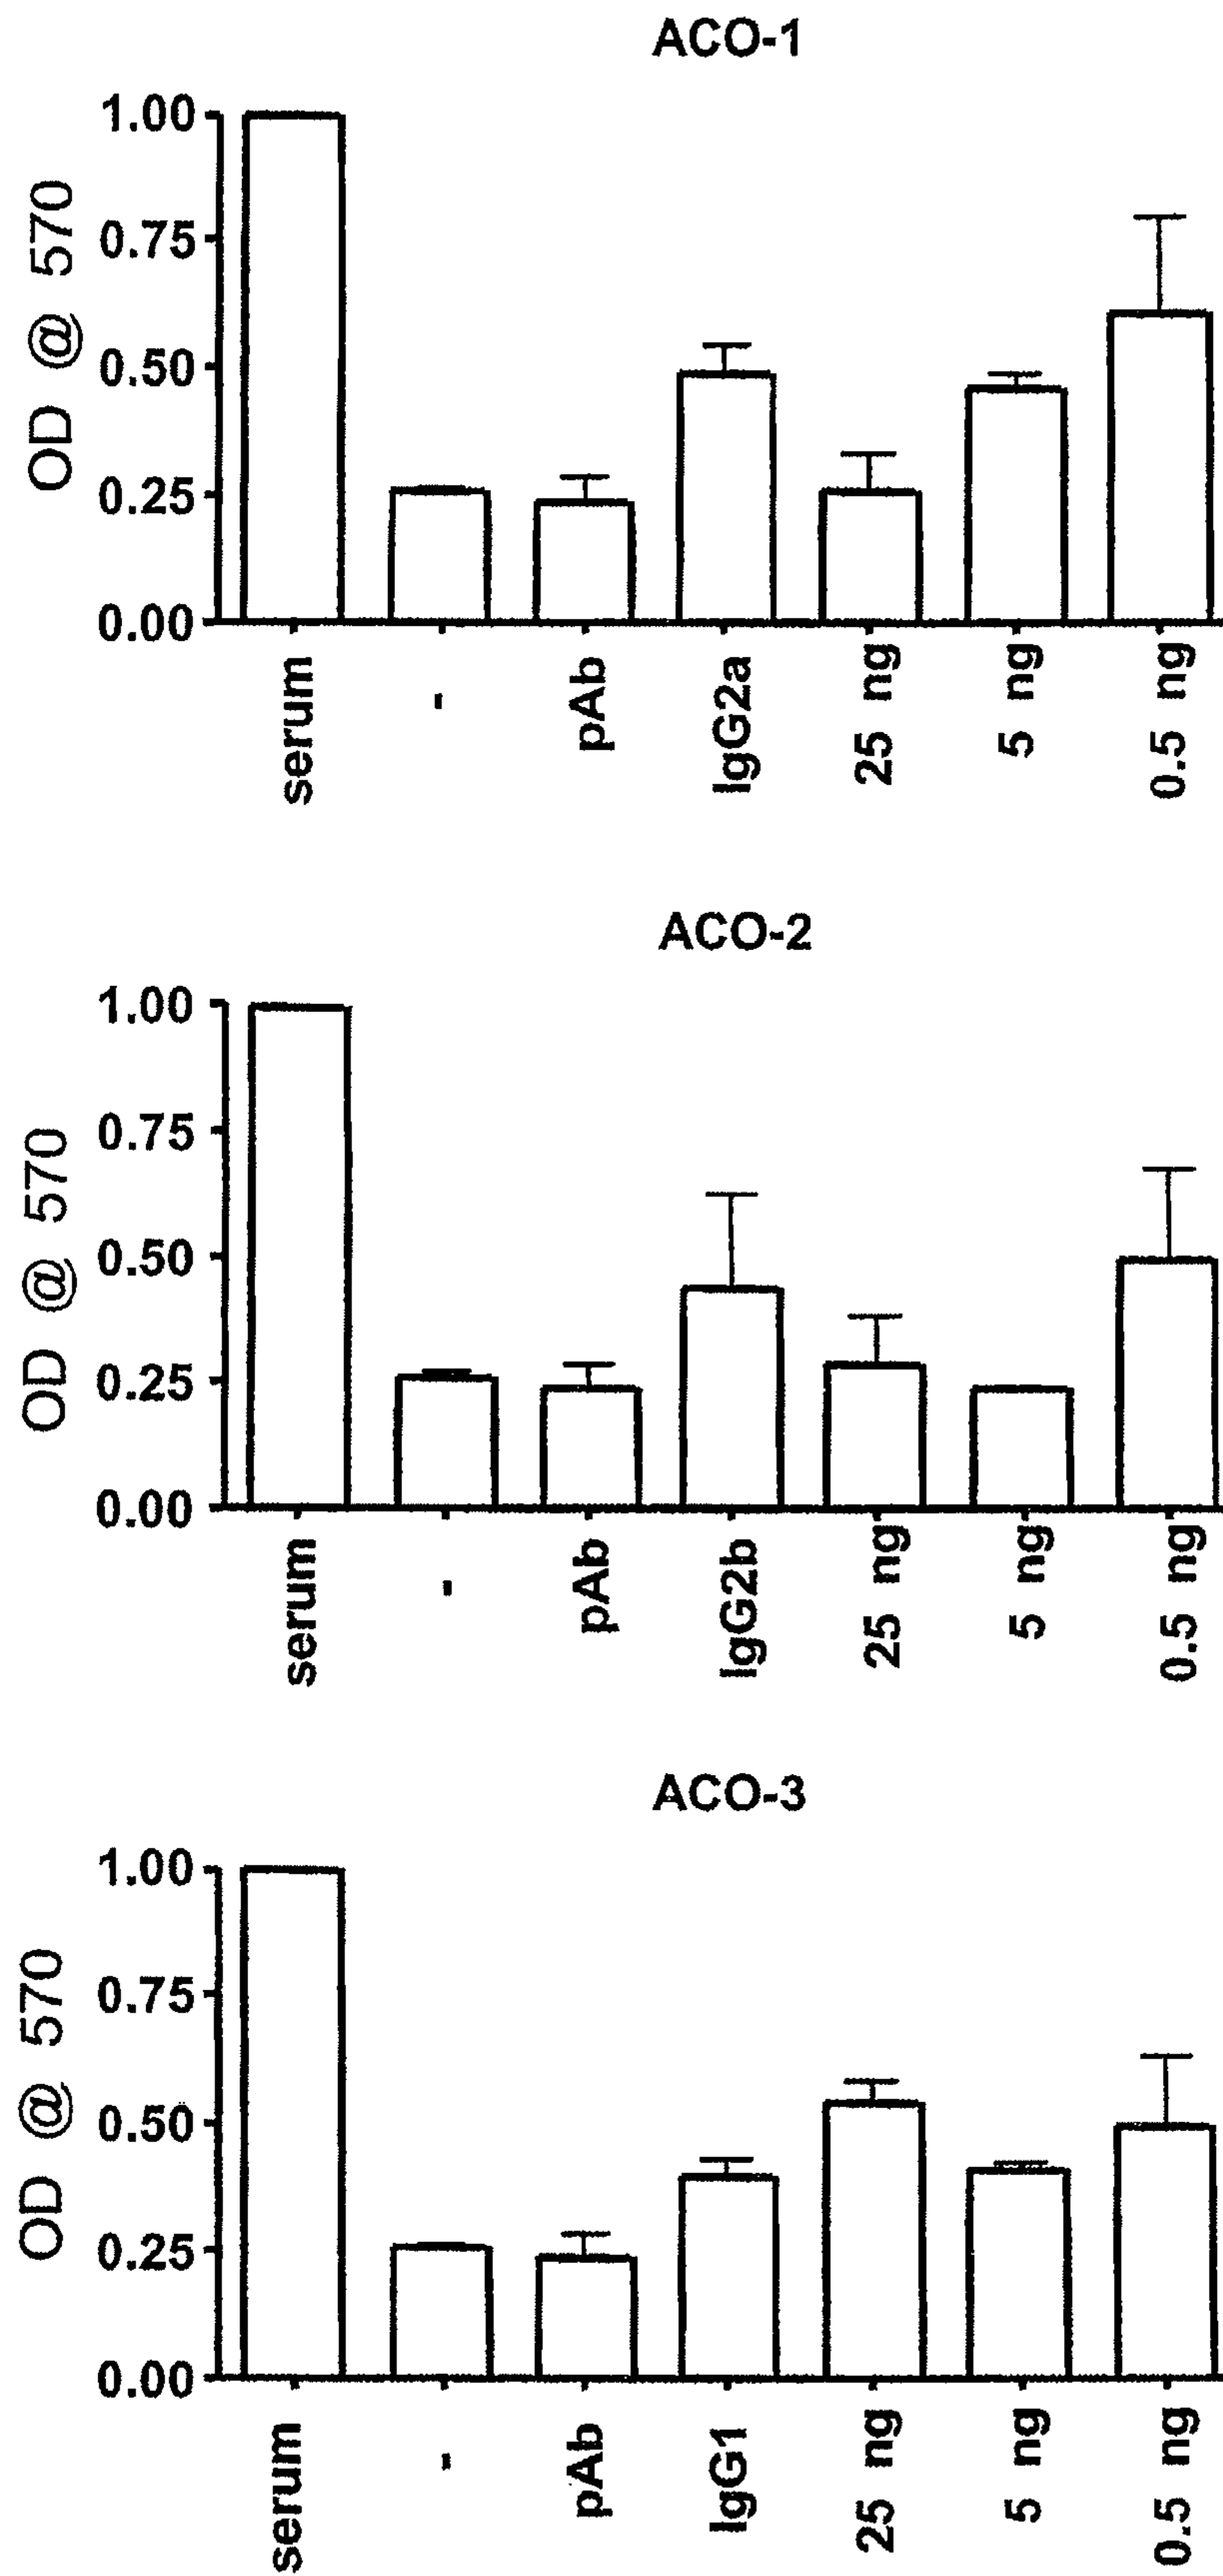 ACO-1
OD @ 570
1.00
0.75
0.50
0.25
0.00
serum
-
pAb
IgG2a
25 ng
5 ng
0.5 ng
ACO-2
OD @ 570
1.00
0.75
0.50
0.25
0.00
serum
-
pAb
IgG2b
25 ng
5 ng
0.5 ng
ACO-3
OD @ 570
1.00
0.75
0.50
0.25
0.00
serum
-
pAb
IgG1
25 ng
5 ng
0.5 ng